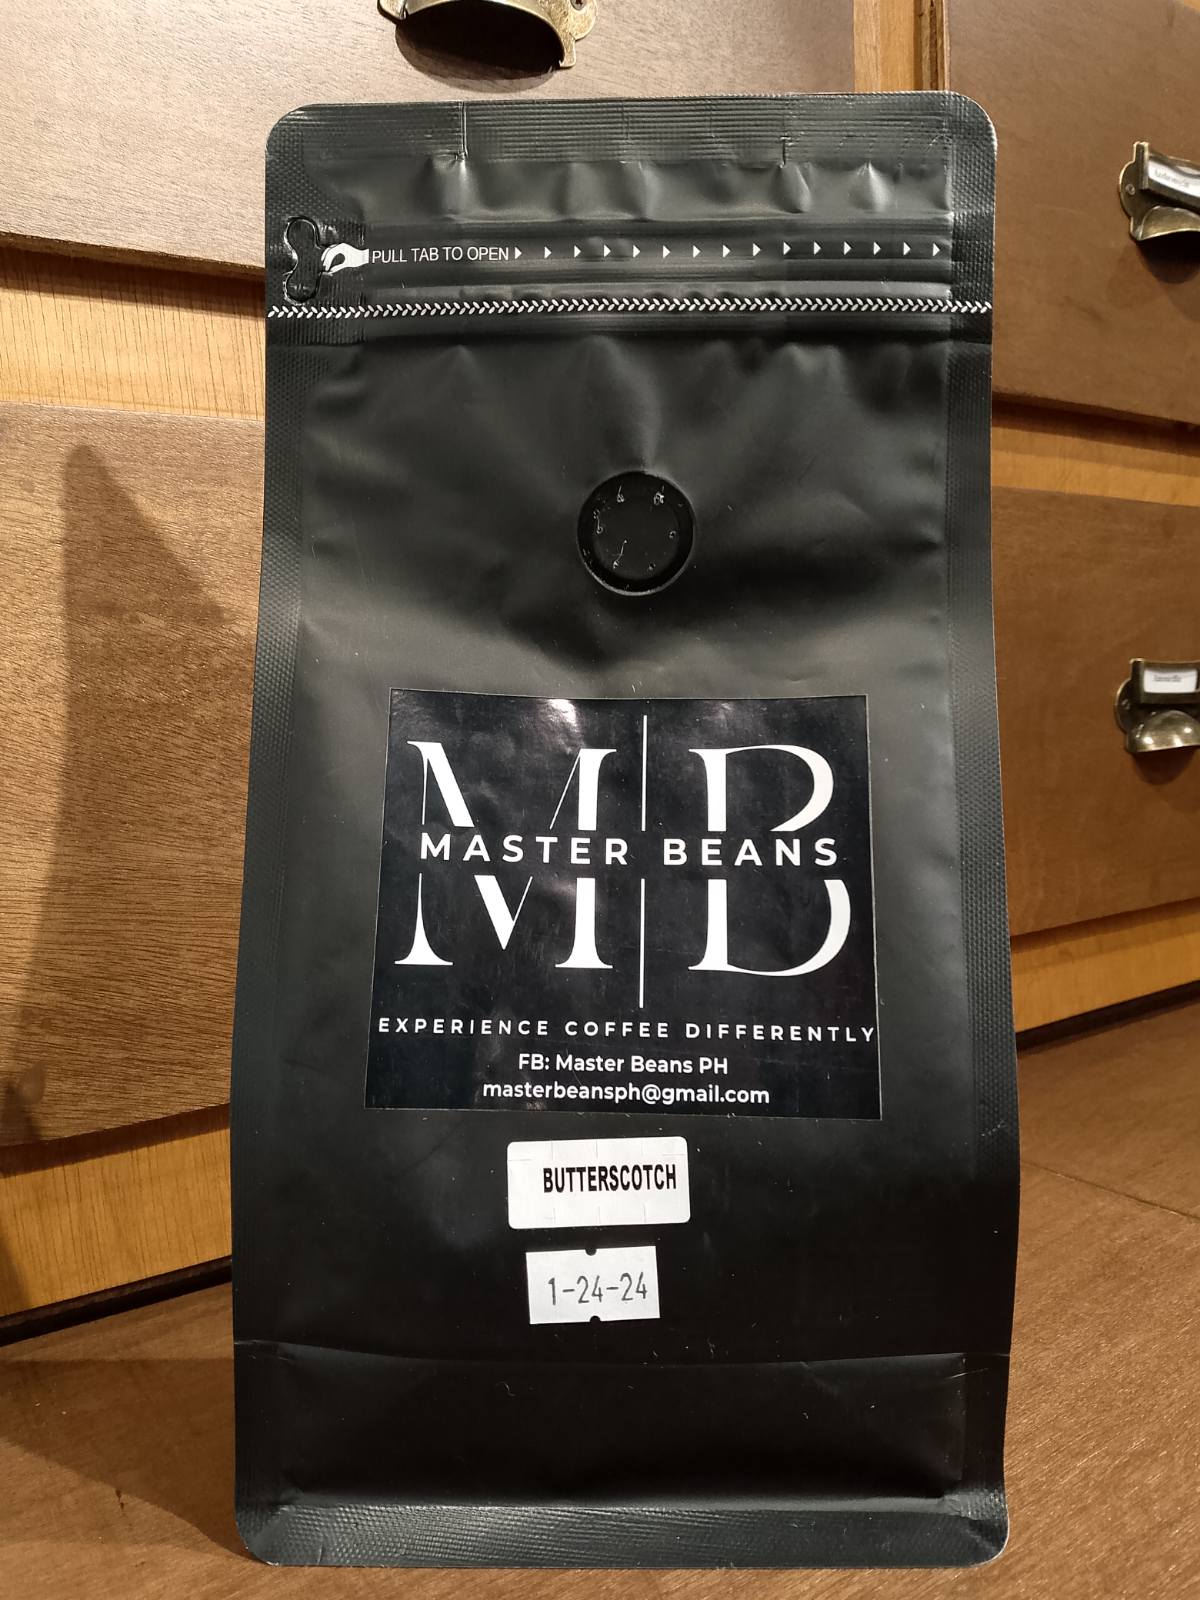 PULL TAB TO OPEN
MB
MASTER BEANS
EXPERIENCE COFFEE DIFFERENTLY
FB: Master Beans PH
masterbeansph@gmail.com
BUTTERSCOTCH
1-24-24